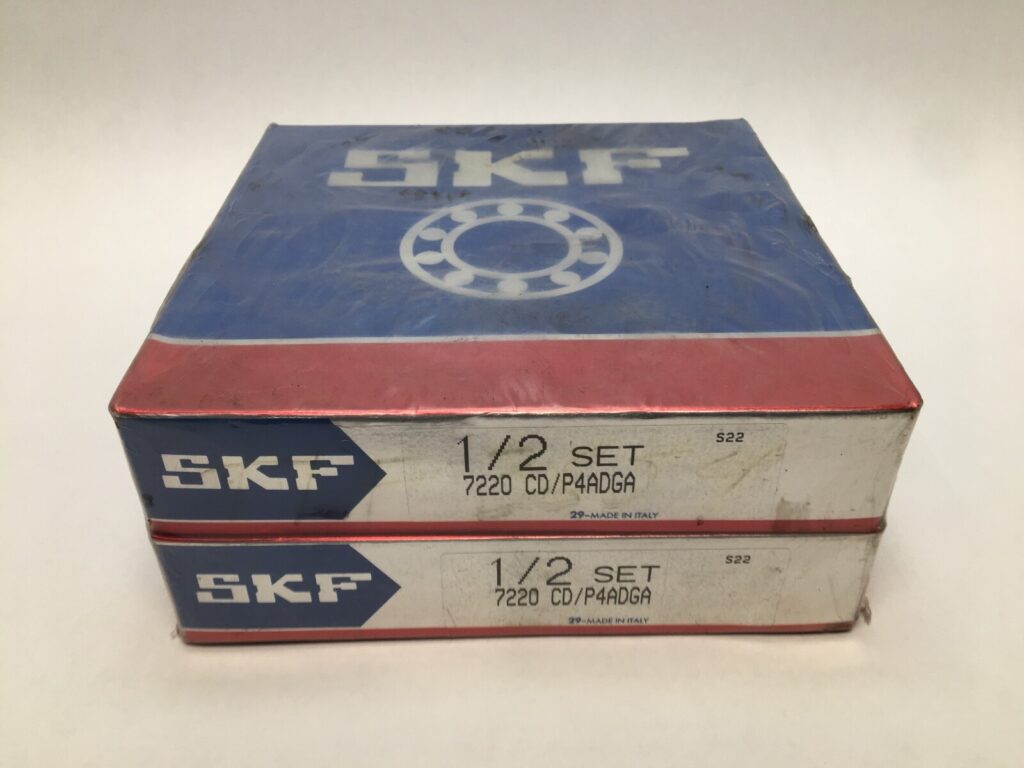 SKF
SKF
1/2 SET
S22
7220 CD/P4ADGA
29-MADE IN ITALY
SKF
1/2 SET
S22
7220 CD/P4ADGA
29-MADE IN ITALY